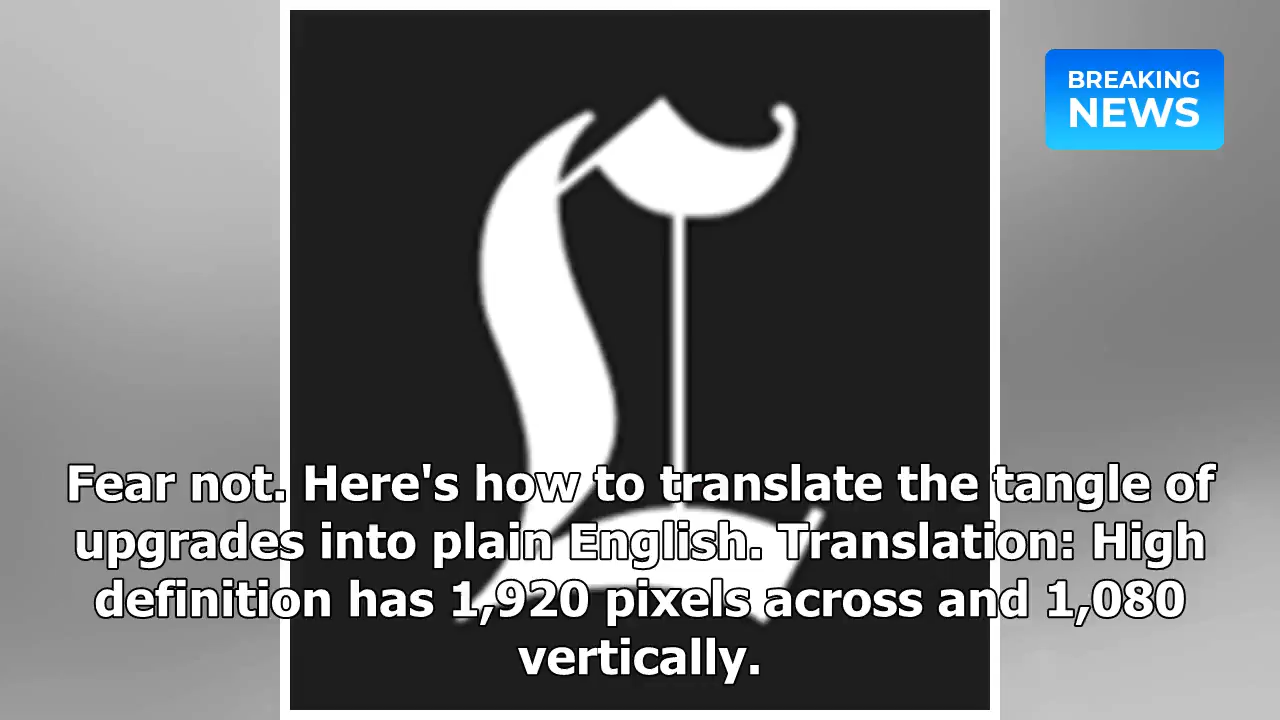 BREAKING
NEWS
Fear not. Here's how to translate the tangle of
upgrades into plain English. Translation: High
definition has 1,920 pixels across and 1,080
vertically.